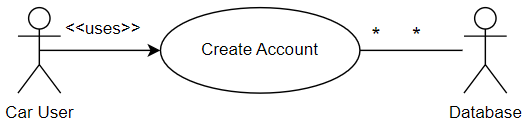 <<uses>>
Create Account
* *
Car User
Database